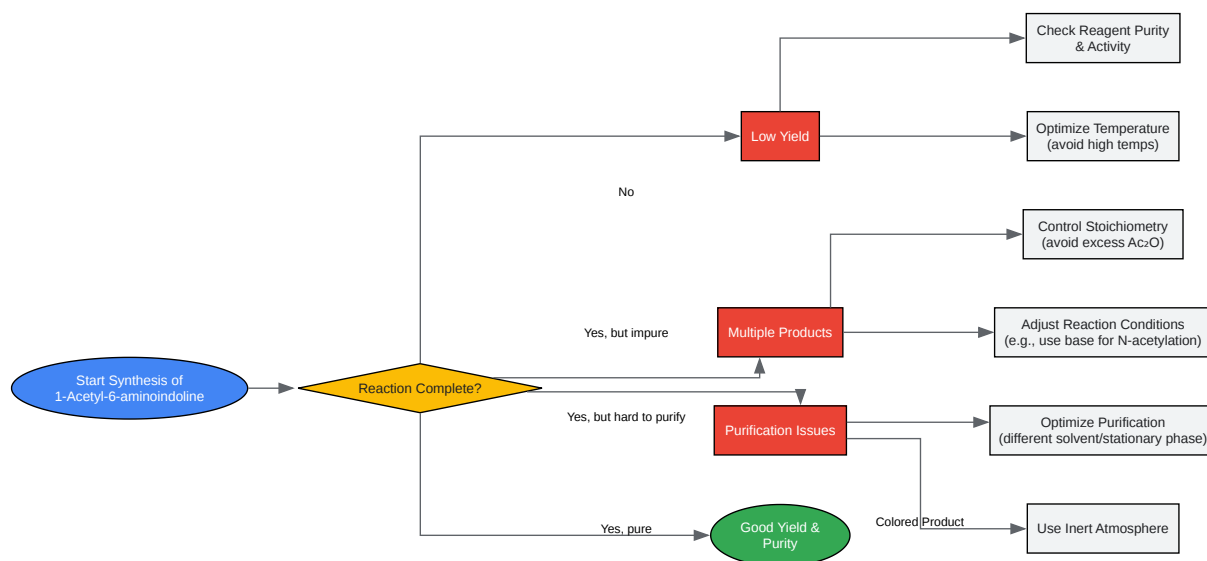 Check Reagent Purity
& Activity
Low Yield
Optimize Temperature
(avoid high temps)
No
Control Stoichiometry
(avoid excess Ac₂O)
Yes, but impure
Multiple Products
Adjust Reaction Conditions
(e.g., use base for N-acetylation)
Start Synthesis of
1-Acetyl-6-aminoindoline
Reaction Complete?
Yes, but hard to purify
Purification Issues
Optimize Purification
(different solvent/stationary phase)
Yes, pure
Good Yield &
Purity
Colored Product
Use Inert Atmosphere